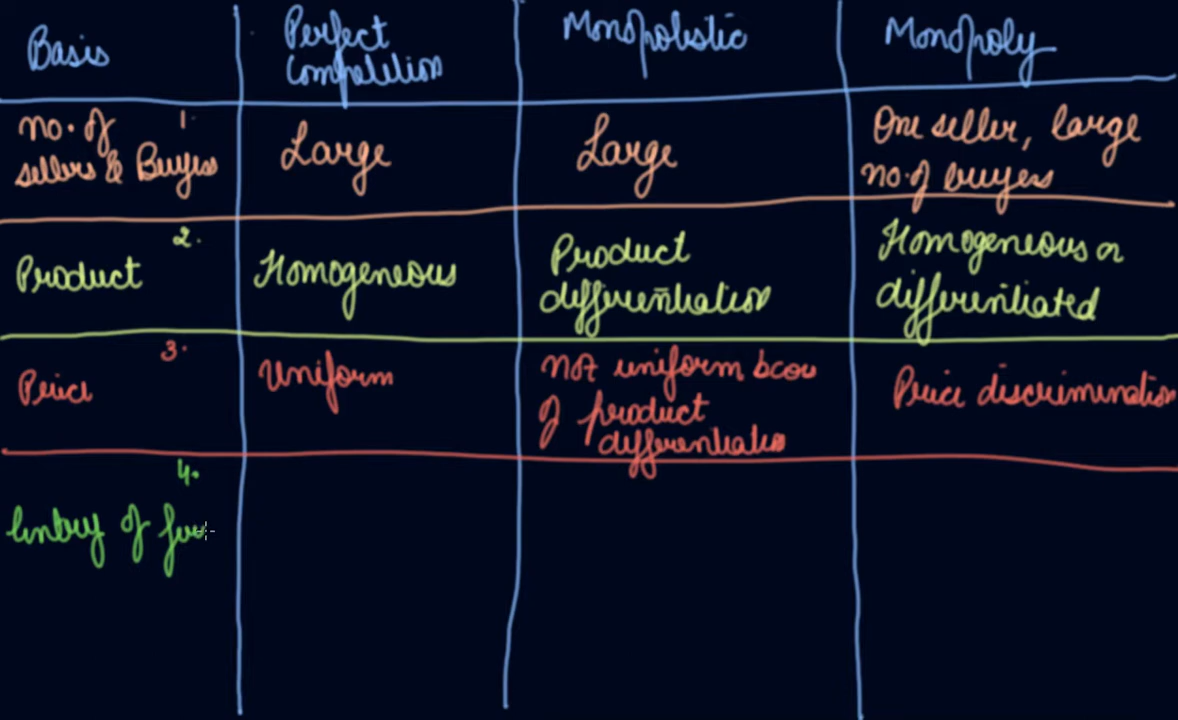 Basis
Perfect
Competition
Monopolistic
Monopoly
no. of 1.
sellers & Buyers
Large
Large
One seller, large
no. of buyers
2.
Product
Homogeneous
Product
differentiation
Homogeneous or
differentiated
3.
Price
Uniform
Not uniform bcou
of product
differentiation
Price discrimination
4.
Entry of